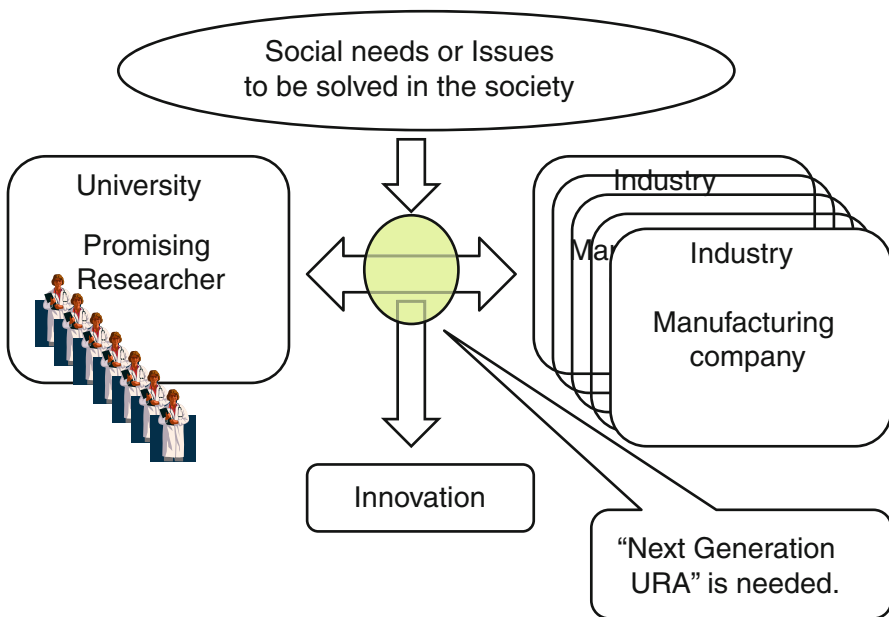 Social needs or Issues
to be solved in the society
University
Promising
Researcher
Industry
Industry
Manufacturing
company
Innovation
“Next Generation
URA” is needed.